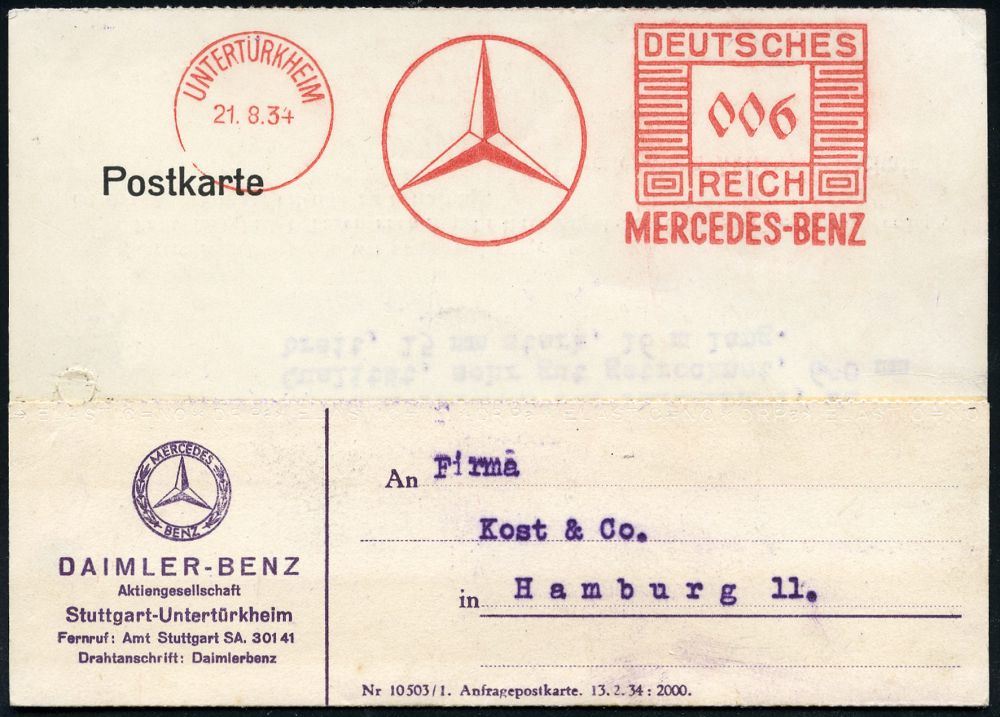 UNTERTÜRKHEIM
21. 8.34
DEUTSCHES
006
REICH
MERCEDES-BENZ
Postkarte
MERCEDES
BENZ
DAIMLER-BENZ
Aktiengesellschaft
Stuttgart-Untertürkheim
Fernruf: Amt Stuttgart SA. 30141
Drahtanschrift: Daimlerbenz
An Firma
Kost & Co.
in Hamburg 11.
Nr 10503/1. Anfragepostkarte. 13.2.34: 2000.